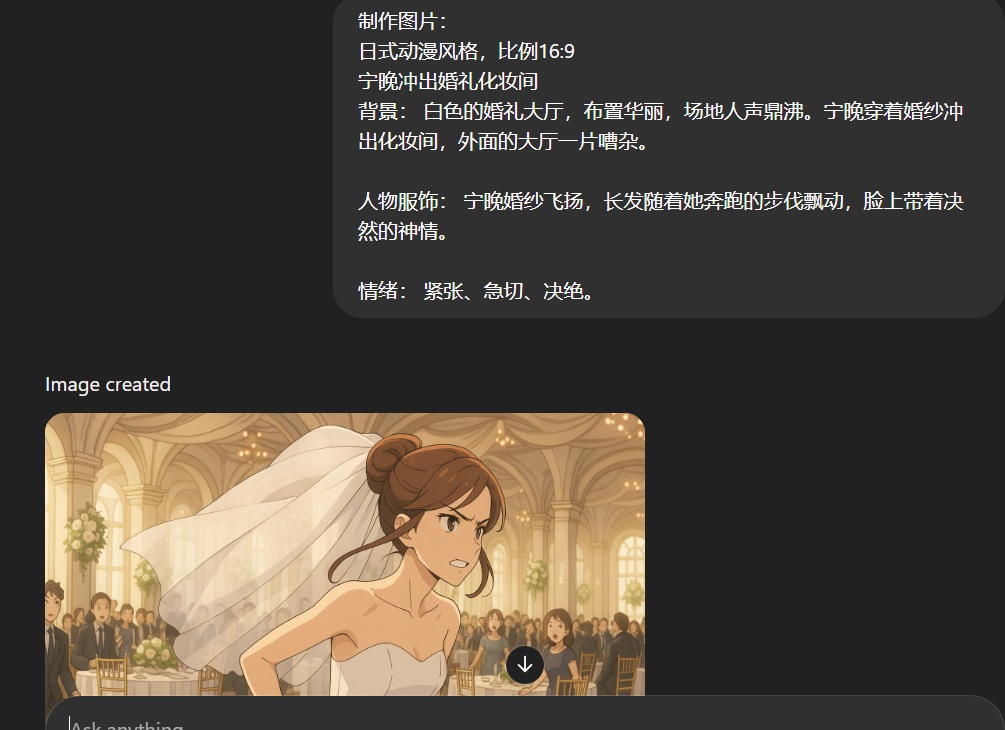 制作图片：
日式动漫风格，比例16:9
宁晚冲出婚礼化妆间
背景： 白色的婚礼大厅，布置华丽，场地人声鼎沸。宁晚穿着婚纱冲
出化妆间，外面的大厅一片嘈杂。
人物服饰： 宁晚婚纱飞扬，长发随着她奔跑的步伐飘动，脸上带着决
然的神情。
情绪： 紧张、急切、决绝。
Image created
Ask anything